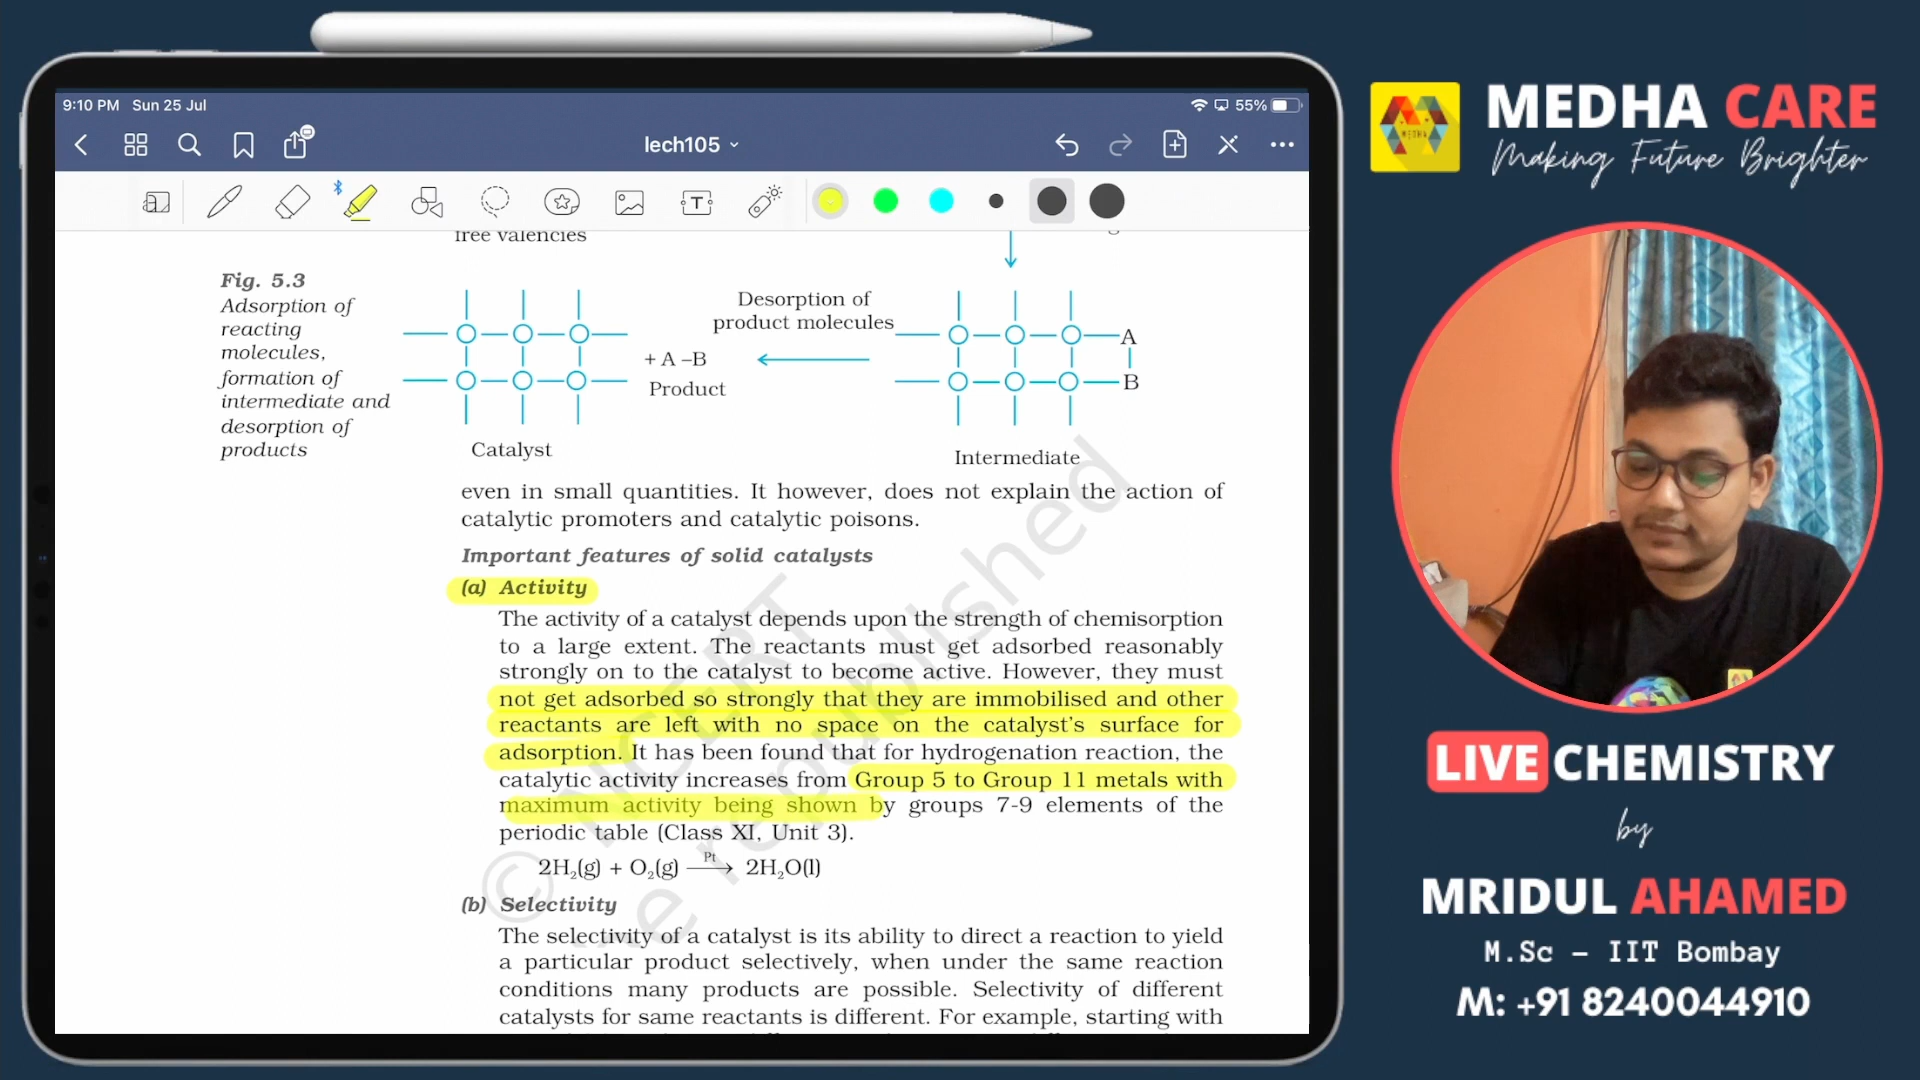 9:10 PM Sun 25 Jul
55%
lech105
free valencies
Fig. 5.3
Adsorption of
reacting
molecules,
formation of
intermediate and
desorption of
products
Desorption of
product molecules
+ A –B
Product
A
B
Catalyst
Intermediate
even in small quantities. It however, does not explain the action of
catalytic promoters and catalytic poisons.
Important features of solid catalysts
(a) Activity
The activity of a catalyst depends upon the strength of chemisorption
to a large extent. The reactants must get adsorbed reasonably
strongly on to the catalyst to become active. However, they must
not get adsorbed so strongly that they are immobilised and other
reactants are left with no space on the catalyst's surface for
adsorption. It has been found that for hydrogenation reaction, the
catalytic activity increases from Group 5 to Group 11 metals with
maximum activity being shown by groups 7-9 elements of the
periodic table (Class XI, Unit 3).
2H₂(g) + O₂(g) —Pt→ 2H₂O(l)
(b) Selectivity
The selectivity of a catalyst is its ability to direct a reaction to yield
a particular product selectively, when under the same reaction
conditions many products are possible. Selectivity of different
catalysts for same reactants is different. For example, starting with
© NCERT
be republished
MEDHA CARE
Making Future Brighter
MEDHA
LIVE CHEMISTRY
by
MRIDUL AHAMED
M.Sc – IIT Bombay
M: +91 8240044910